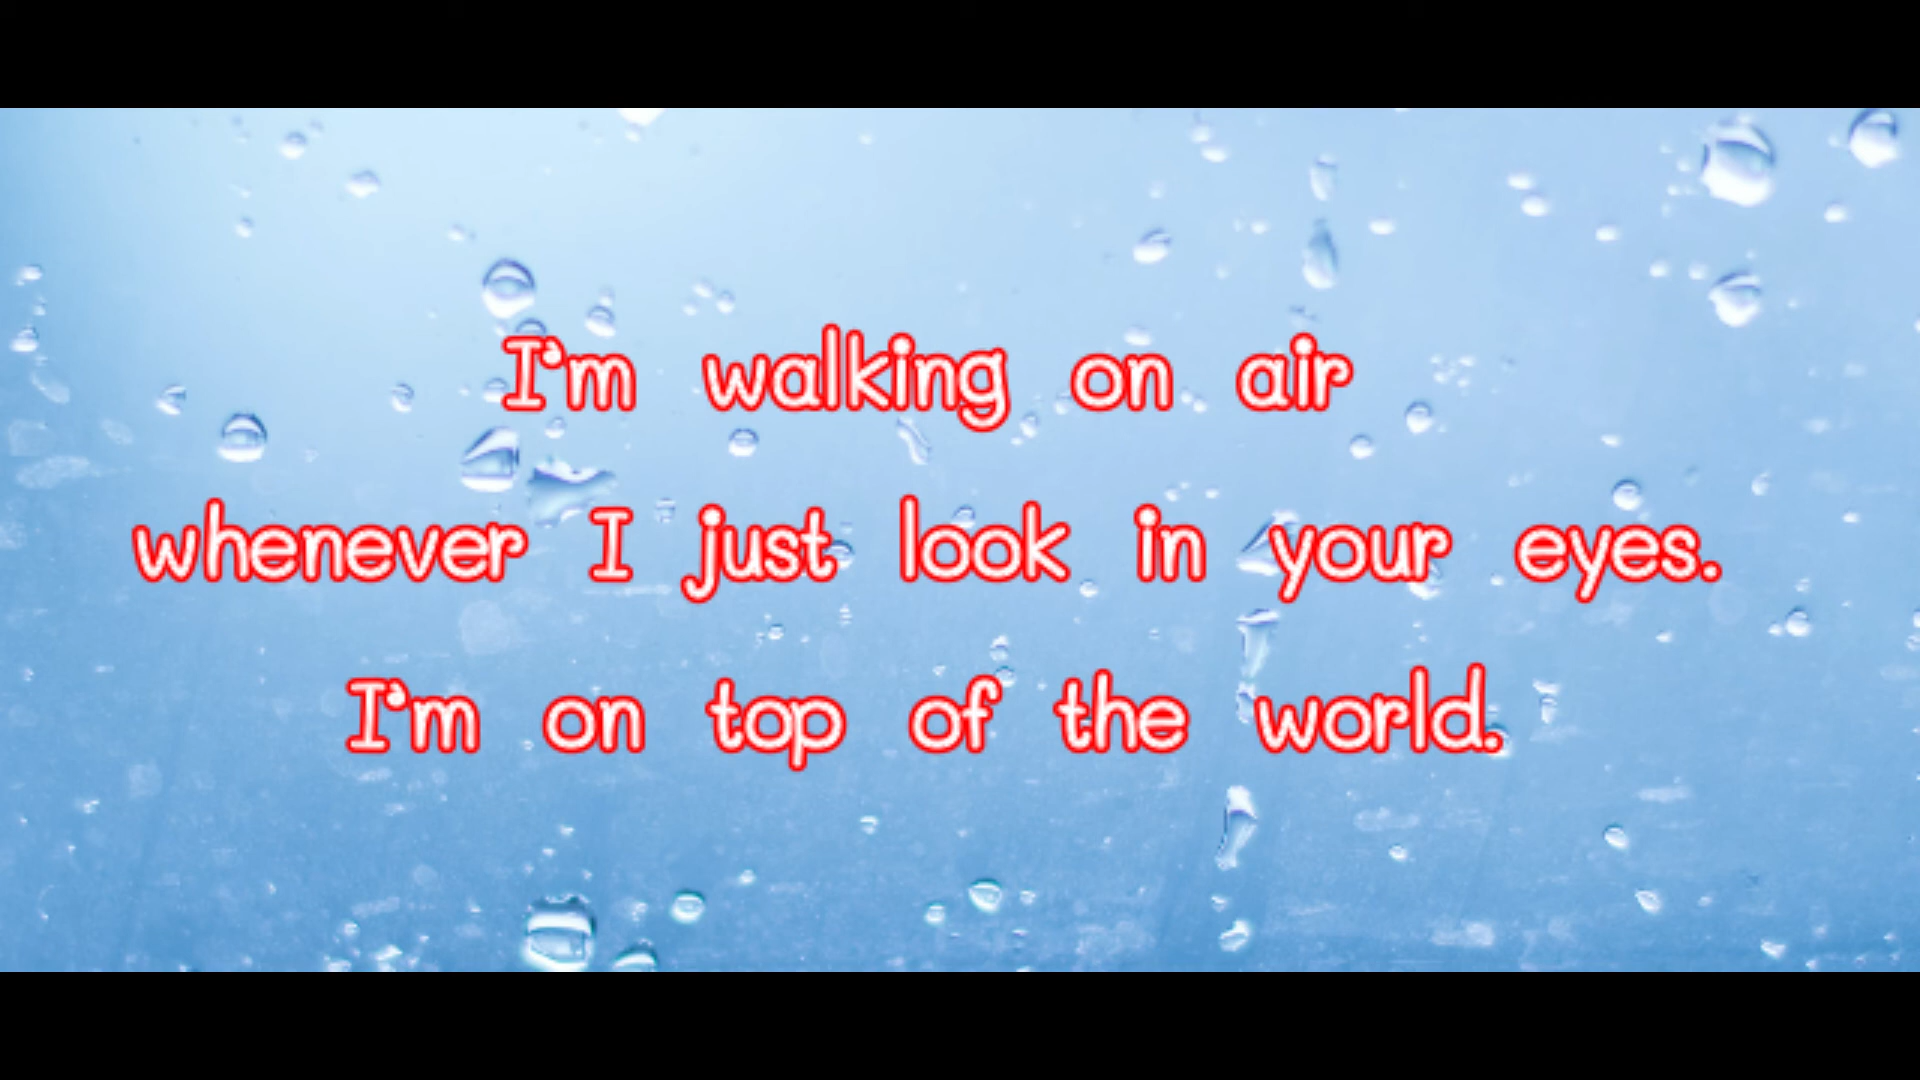 I'm walking on air
whenever I just look in your eyes.
I'm on top of the world.